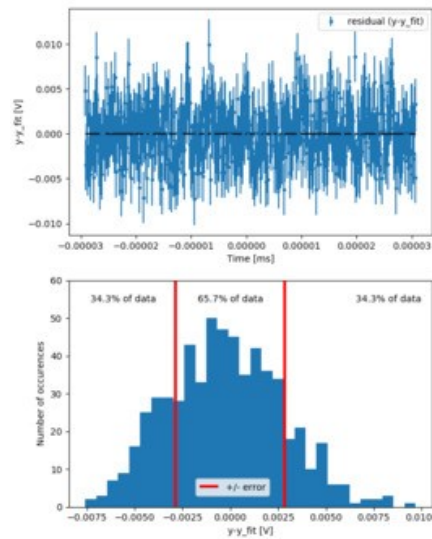 residual (y-y_fit)
0.010
0.005
0.000
−0.005
−0.010
y-y_fit [V]
−0.00003 −0.00002 −0.00001 0.00000 0.00001 0.00002 0.00003
Time [ms]
60
50
40
30
20
10
0
Number of occurences
34.3% of data 65.7% of data 34.3% of data
+/- error
−0.0075 −0.0050 −0.0025 0.0000 0.0025 0.0050 0.0075 0.010
y-y_fit [V]